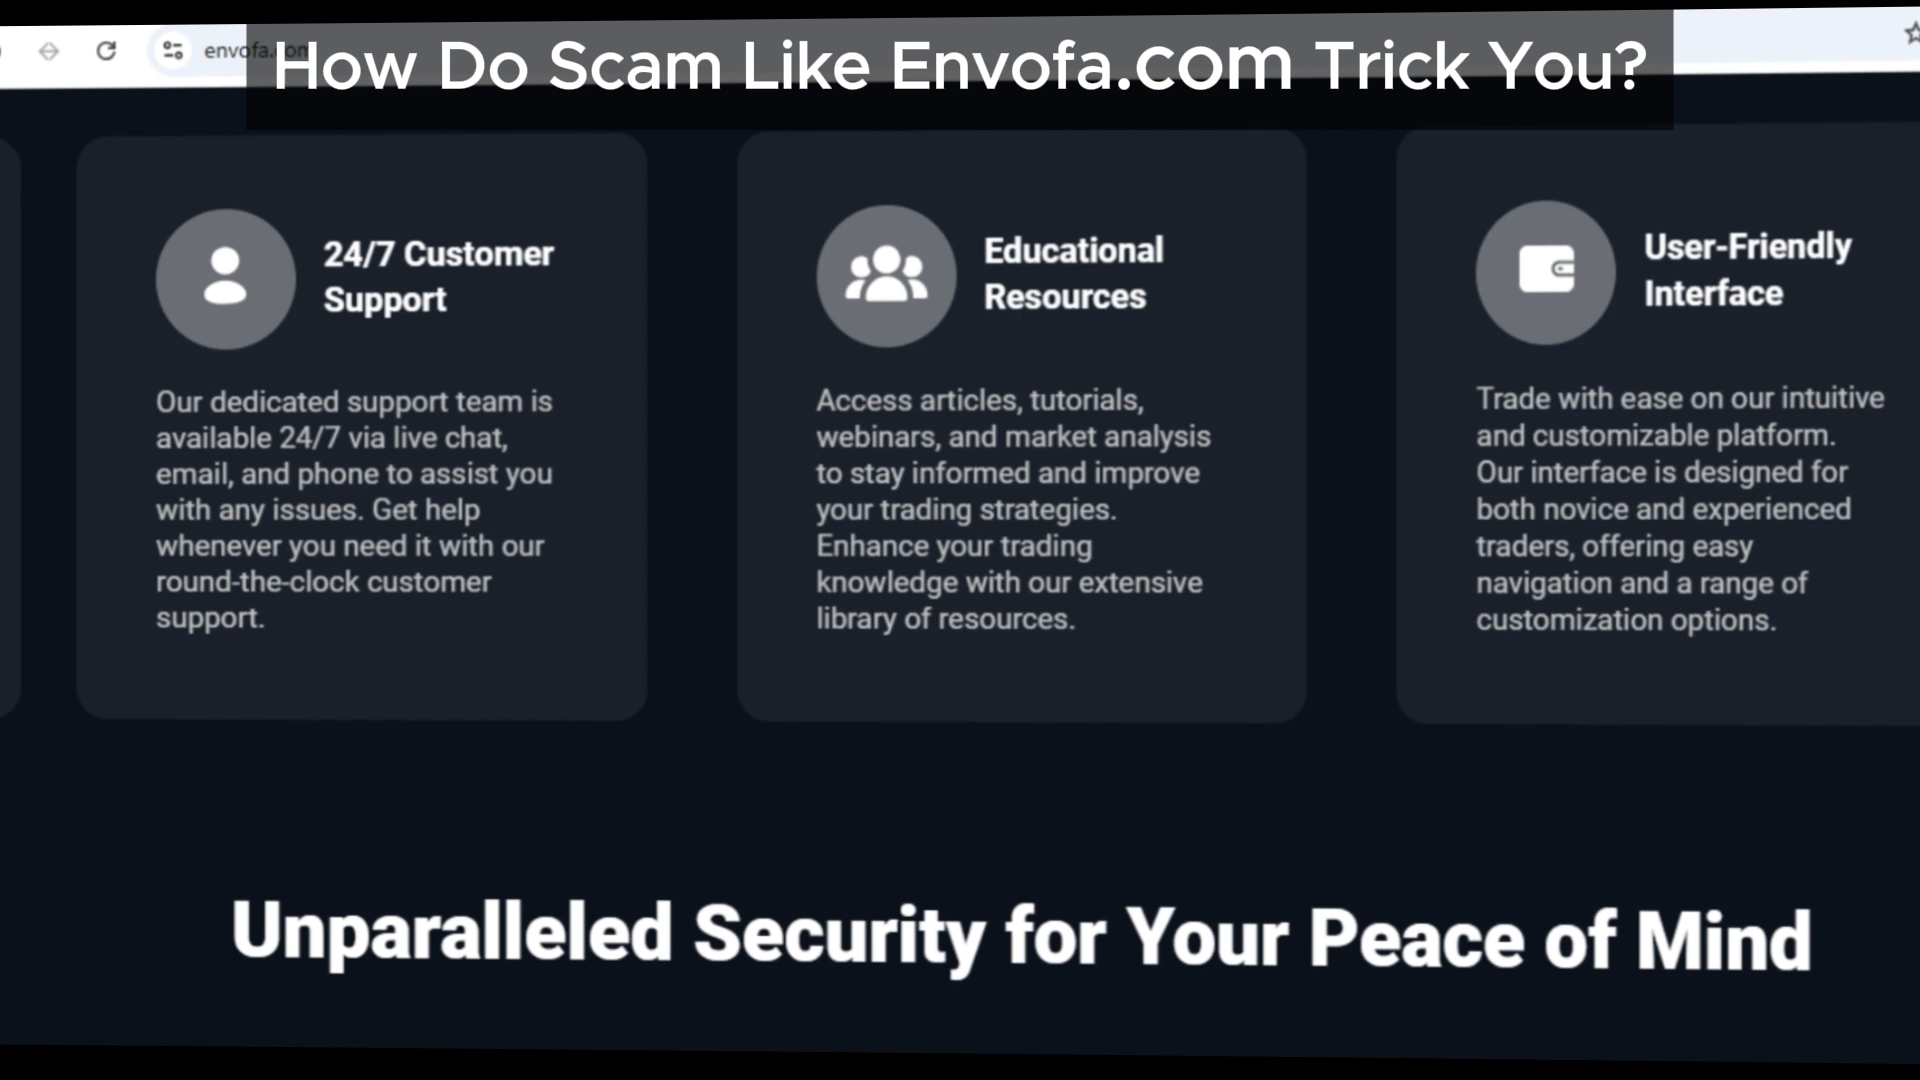 envofa.com
How Do Scam Like Envofa.com Trick You?
24/7 Customer
Support
Our dedicated support team is
available 24/7 via live chat,
email, and phone to assist you
with any issues. Get help
whenever you need it with our
round-the-clock customer
support.
Educational
Resources
Access articles, tutorials,
webinars, and market analysis
to stay informed and improve
your trading strategies.
Enhance your trading
knowledge with our extensive
library of resources.
User-Friendly
Interface
Trade with ease on our intuitive
and customizable platform.
Our interface is designed for
both novice and experienced
traders, offering easy
navigation and a range of
customization options.
Unparalleled Security for Your Peace of Mind